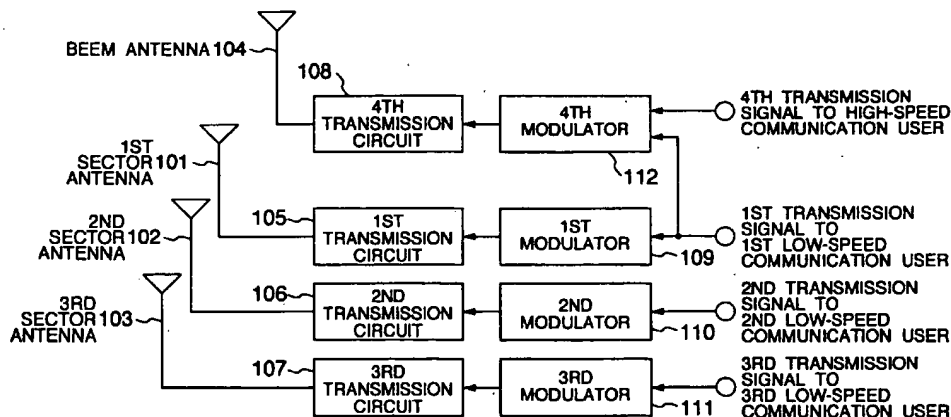 BEEM ANTENNA 104
108
4TH
TRANSMISSION
CIRCUIT
4TH
MODULATOR
112
4TH TRANSMISSION
SIGNAL TO HIGH-SPEED
COMMUNICATION USER
1ST
SECTOR 101
ANTENNA
105
1ST
TRANSMISSION
CIRCUIT
1ST MODULATOR
109
1ST TRANSMISSION
SIGNAL TO
1ST LOW-SPEED
COMMUNICATION USER
2ND
SECTOR 102
ANTENNA
106
2ND
TRANSMISSION
CIRCUIT
2ND MODULATOR
110
2ND TRANSMISSION
SIGNAL TO
2ND LOW-SPEED
COMMUNICATION USER
3RD
SECTOR 103
ANTENNA
107
3RD
TRANSMISSION
CIRCUIT
3RD MODULATOR
111
3RD TRANSMISSION
SIGNAL TO
3RD LOW-SPEED
COMMUNICATION USER